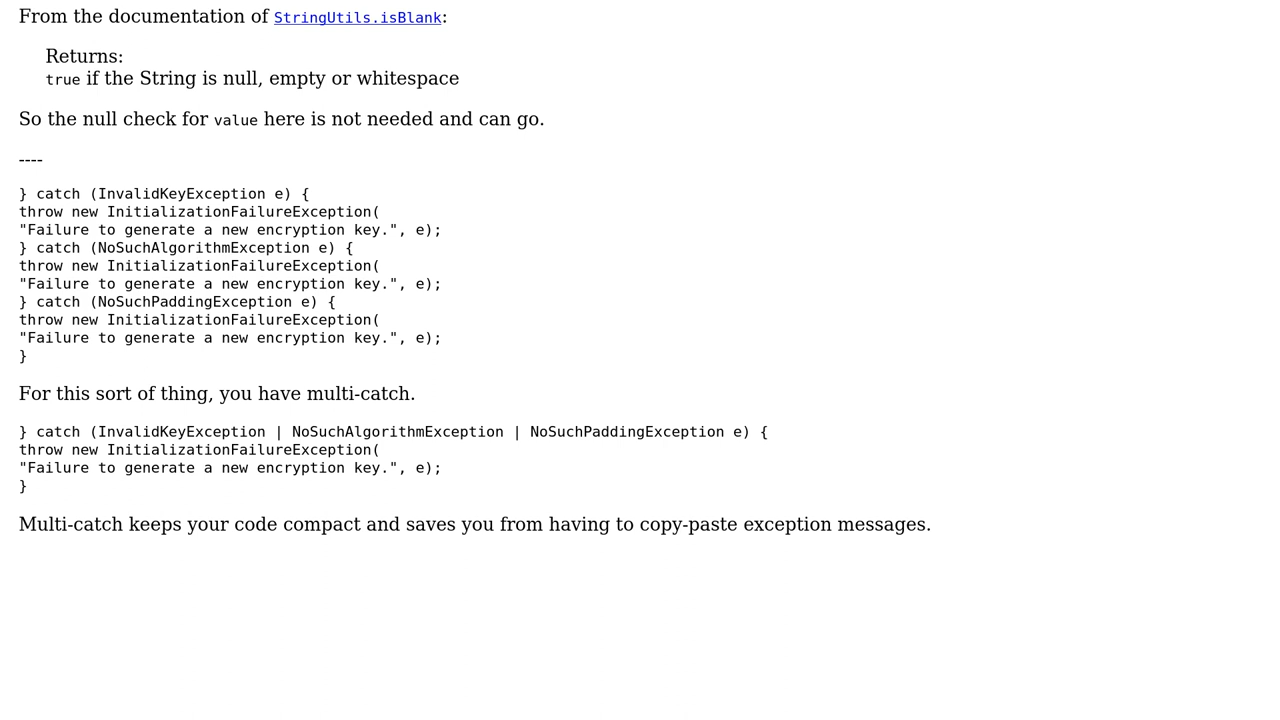 From the documentation of StringUtils.isBlank:
Returns:
true if the String is null, empty or whitespace
So the null check for value here is not needed and can go.
----
} catch (InvalidKeyException e) {
throw new InitializationFailureException(
"Failure to generate a new encryption key.", e);
} catch (NoSuchAlgorithmException e) {
throw new InitializationFailureException(
"Failure to generate a new encryption key.", e);
} catch (NoSuchPaddingException e) {
throw new InitializationFailureException(
"Failure to generate a new encryption key.", e);
}
For this sort of thing, you have multi-catch.
} catch (InvalidKeyException | NoSuchAlgorithmException | NoSuchPaddingException e) {
throw new InitializationFailureException(
"Failure to generate a new encryption key.", e);
}
Multi-catch keeps your code compact and saves you from having to copy-paste exception messages.